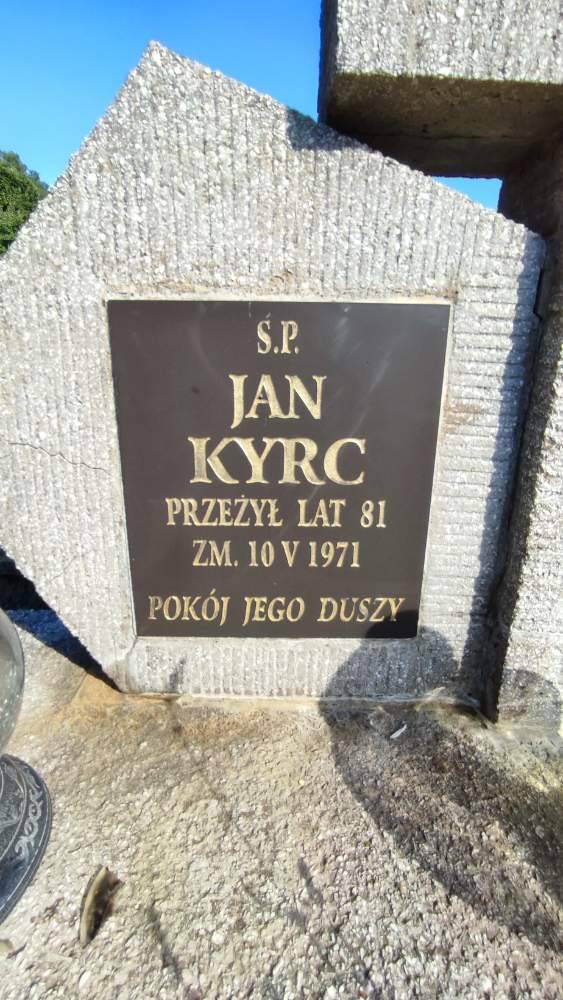 Ś.P.
JAN
KYRC
PRZEŻYŁ LAT 81
ZM. 10 V 1971
POKÓJ JEGO DUSZY